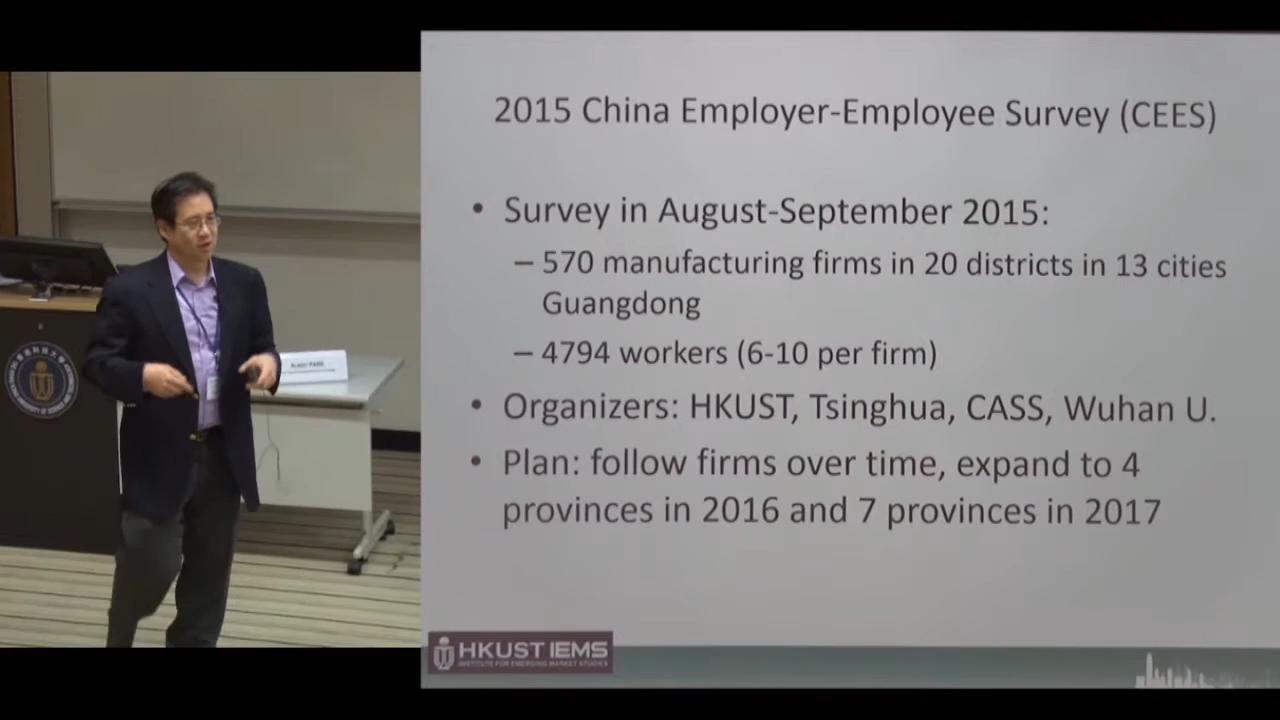 2015 China Employer-Employee Survey (CEES)
• Survey in August-September 2015:
– 570 manufacturing firms in 20 districts in 13 cities
Guangdong
– 4794 workers (6-10 per firm)
• Organizers: HKUST, Tsinghua, CASS, Wuhan U.
• Plan: follow firms over time, expand to 4
provinces in 2016 and 7 provinces in 2017
HKUST IEMS
INSTITUTE FOR EMERGING MARKET STUDIES
Albert PARK